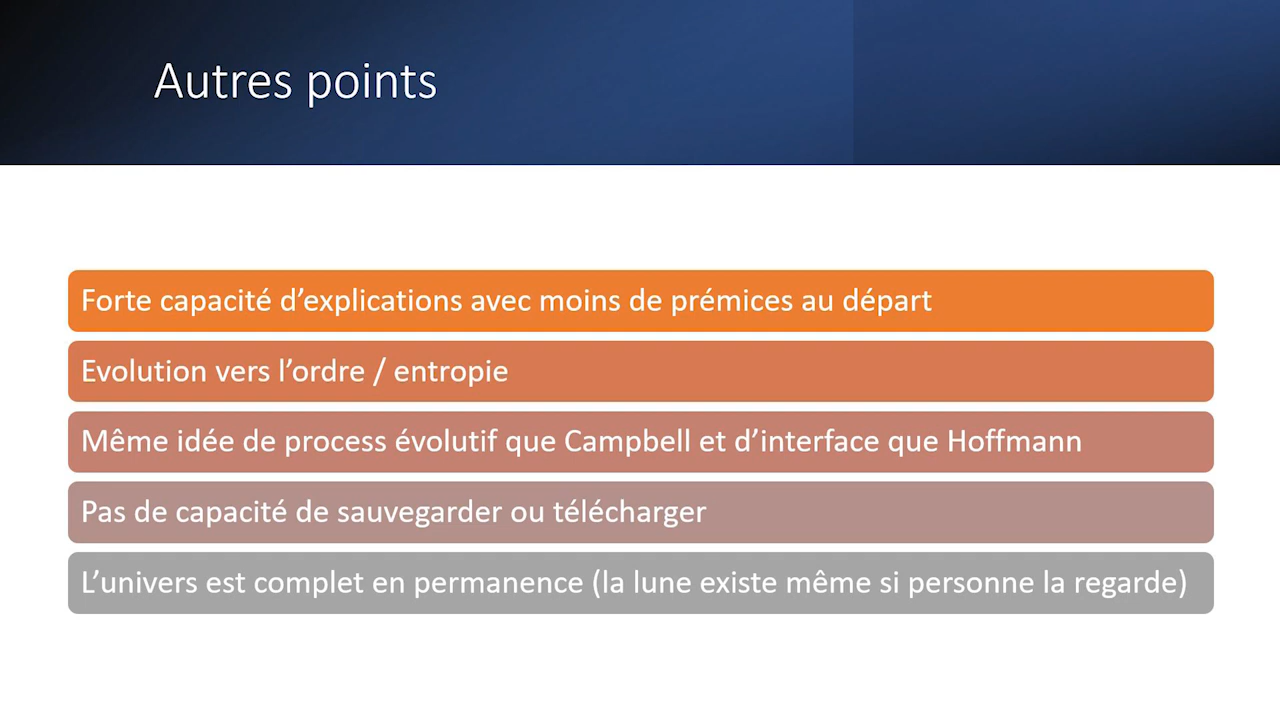 Autres points
Forte capacité d’explications avec moins de prémices au départ
Evolution vers l’ordre / entropie
Même idée de process évolutif que Campbell et d’interface que Hoffmann
Pas de capacité de sauvegarder ou télécharger
L’univers est complet en permanence (la lune existe même si personne la regarde)